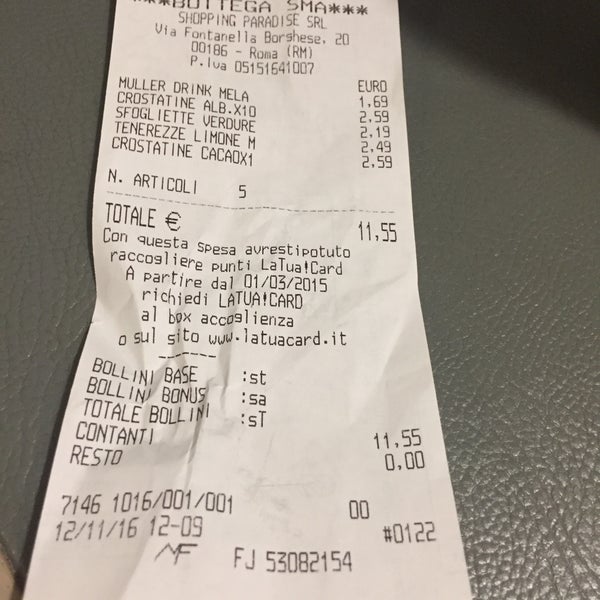 ***BOTTEGA SMA***
SHOPPING PARADISE SRL
Via Fontanella Borghese, 20
00186 - Roma (RM)
P.Iva 05151641007
EURO
MULLER DRINK MELA 1,69
CROSTATINE ALB.X10 2,59
SFOGLIETTE VERDURE 2,19
TENEREZZE LIMONE M 2,49
CROSTATINE CACAOX1 2,59
N. ARTICOLI 5
TOTALE € 11,55
Con questa spesa avrestipotuto
raccogliere punti LaTua!Card
A partire dal 01/03/2015
richiedi LATUA!CARD
al box accoglienza
o sul sito www.latuacard.it
-------
BOLLINI BASE :st
BOLLINI BONUS :sa
TOTALE BOLLINI :sT
CONTANTI 11,55
RESTO 0,00
7146 1016/001/001 00
12/11/16 12-09 #0122
MF FJ 53082154